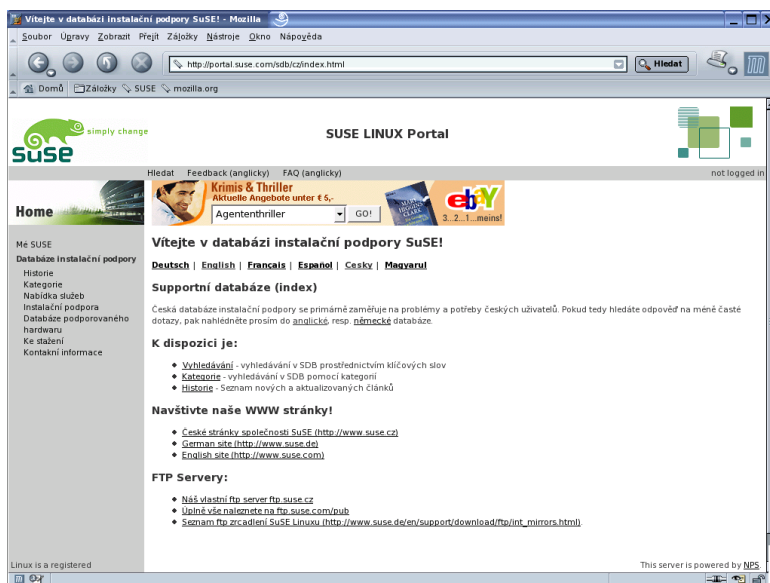 Vítejte v databázi instalační podpory SuSE! - Mozilla
Soubor Úpravy Zobrazit Přejít Záložky Nástroje Okno Nápověda
http://portal.suse.com/sdb/cz/index.html Hledat
Domů Záložky SUSE mozilla.org
simply change
SUSE
SUSE LINUX Portal
Hledat Feedback (anglicky) FAQ (anglicky) not logged in
Home
Krimis & Thriller
Aktuelle Angebote unter € 5,-
Agententhriller GO!
MARY HIGGINS CLARK
ebay
3...2...1...meins!
Mé SUSE
Databáze instalační podpory
Historie
Kategorie
Nabídka služeb
Instalační podpora
Databáze podporovaného
hardwaru
Ke stažení
Kontakní informace
Vítejte v databázi instalační podpory SuSE!
Deutsch | English | Français | Español | Cesky | Magyarul
Supportní databáze (index)
Česká databáze instalační podpory se primárně zaměřuje na problémy a potřeby českých uživatelů. Pokud tedy hledáte odpověď na méně časté
dotazy, pak nahlédněte prosím do anglické, resp. německé databáze.
K dispozici je:
Vyhledávání - vyhledávání v SDB prostřednictvím klíčových slov
Kategorie - vyhledávání v SDB pomocí kategorií
Historie - Seznam nových a aktualizovaných článků
Navštivte naše WWW stránky!
České stránky společnosti SuSE (http://www.suse.cz)
German site (http://www.suse.de)
English site (http://www.suse.com)
FTP Servery:
Náš vlastní ftp server ftp.suse.cz
Úplně vše naleznete na ftp.suse.com/pub
Seznam ftp zrcadlení SuSE Linuxu (http://www.suse.de/en/support/download/ftp/int_mirrors.html).
Linux is a registered
This server is powered by NPS.